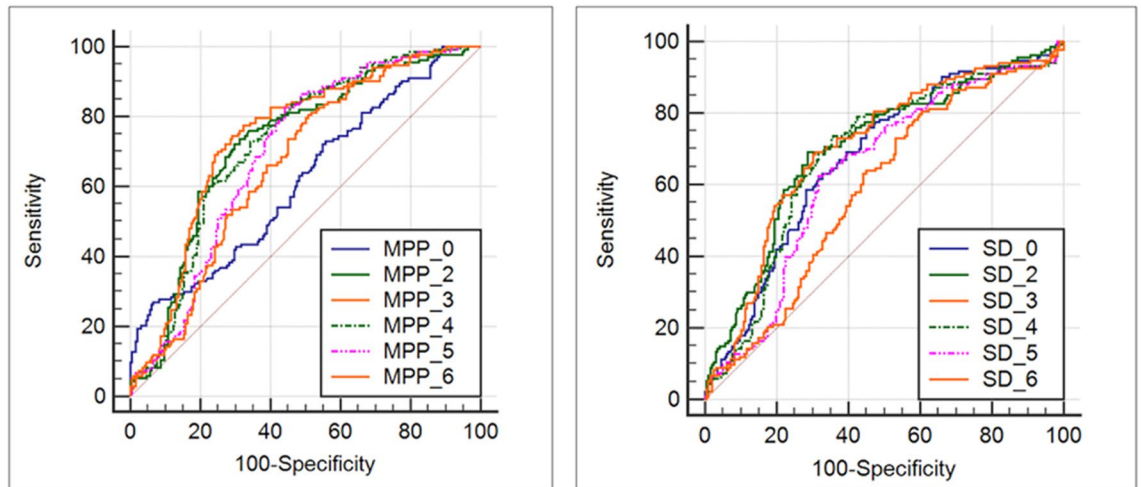 100
80
60
40
20
0
Sensitivity
MPP_0
MPP_2
MPP_3
MPP_4
MPP_5
MPP_6
0 20 40 60 80 100
100-Specificity
100
80
60
40
20
0
Sensitivity
SD_0
SD_2
SD_3
SD_4
SD_5
SD_6
0 20 40 60 80 100
100-Specificity